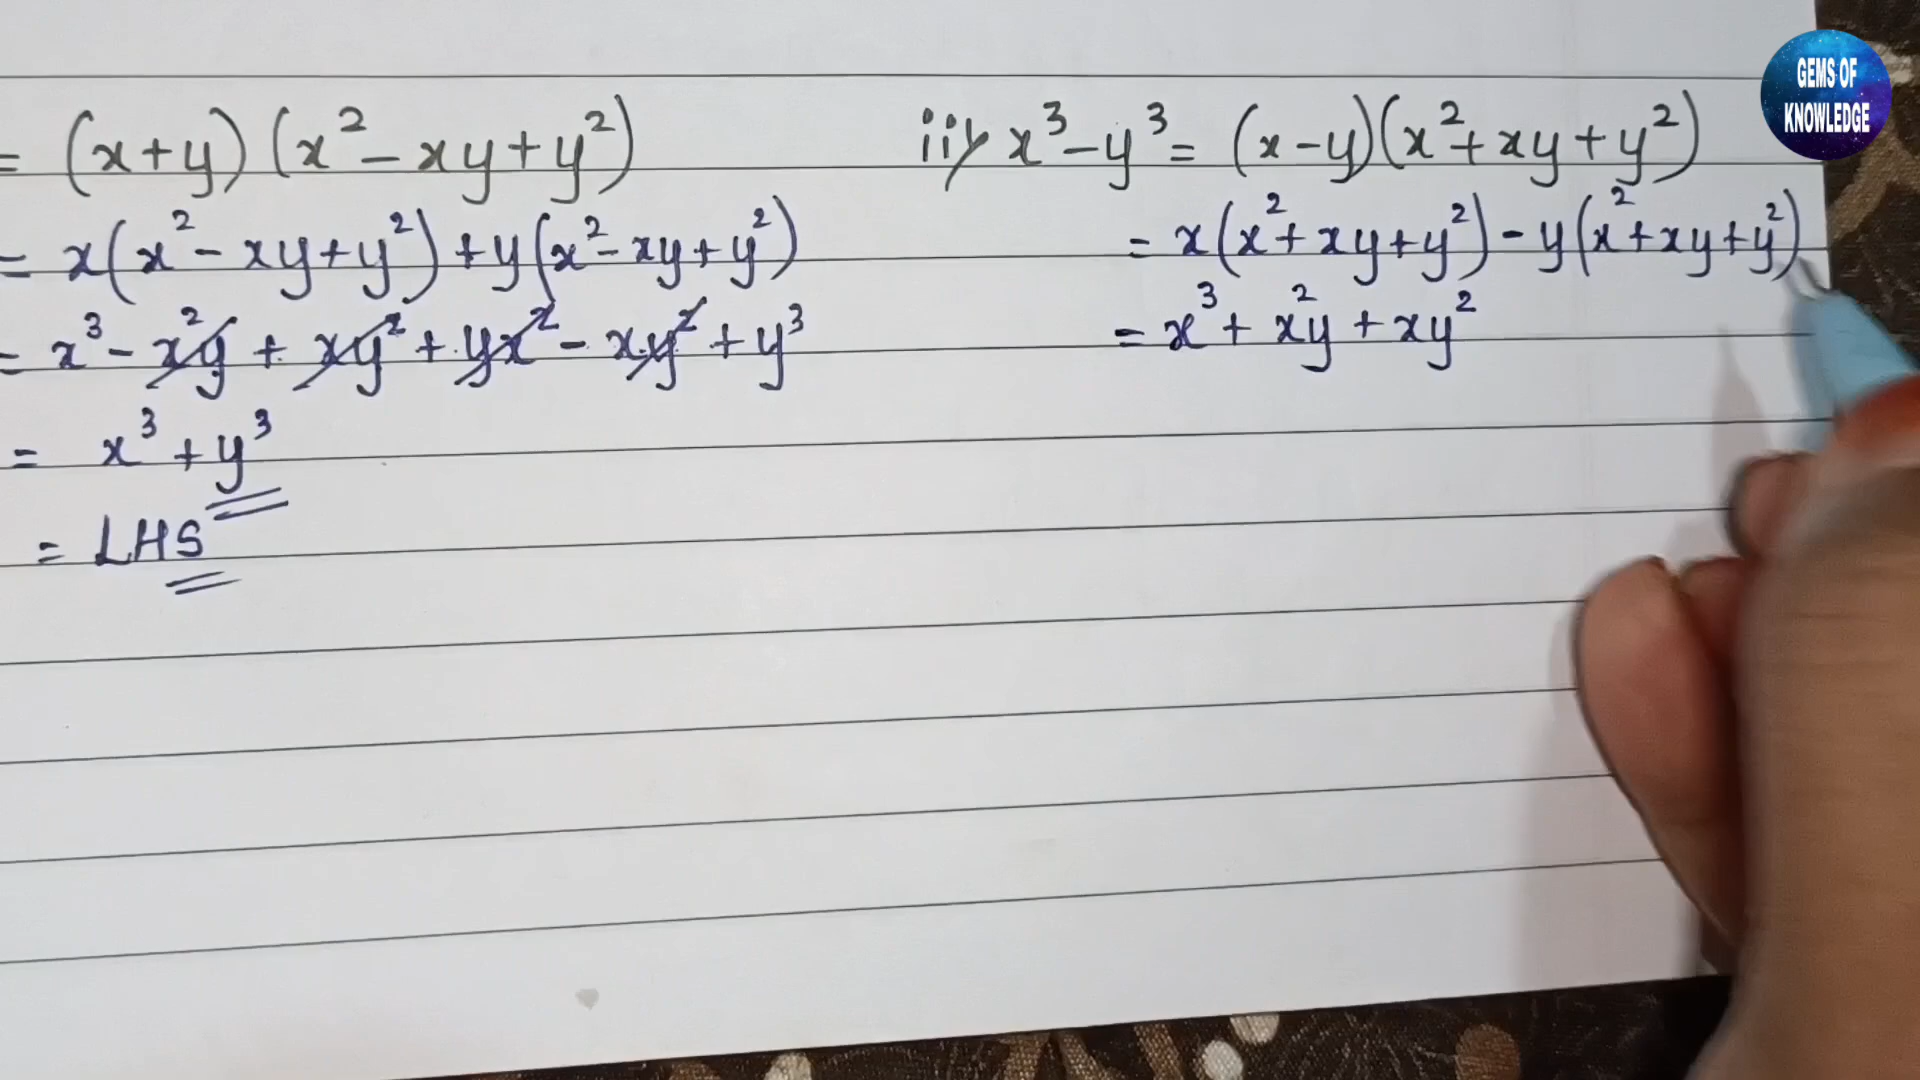 = (x+y) (x² - xy + y²)
= x(x² - xy + y²) + y(x² - xy + y²)
= x³ - x²y + xy² + yx² - xy² + y³
= x³ + y³
= LHS
ii) x³ - y³ = (x - y)(x² + xy + y²)
= x(x² + xy + y²) - y(x² + xy + y²)
= x³ + x²y + xy²
GEMS OF
KNOWLEDGE